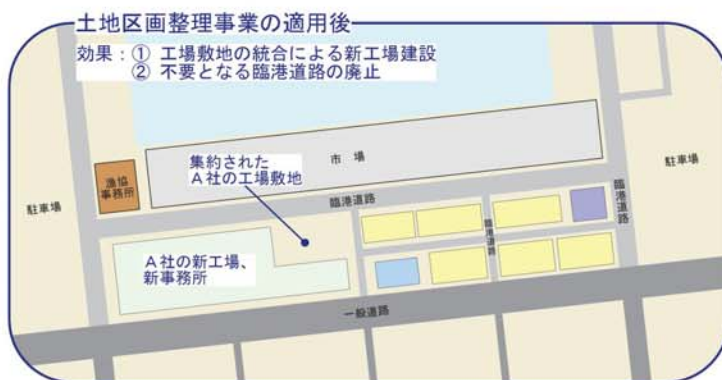 土地区画整理事業の適用後
効果：① 工場敷地の統合による新工場建設
② 不要となる臨港道路の廃止
駐車場
漁協
事務所
集約された
A社の工場敷地
市 場
臨港道路
臨港道路
臨港道路
駐車場
A社の新工場、
新事務所
一般道路